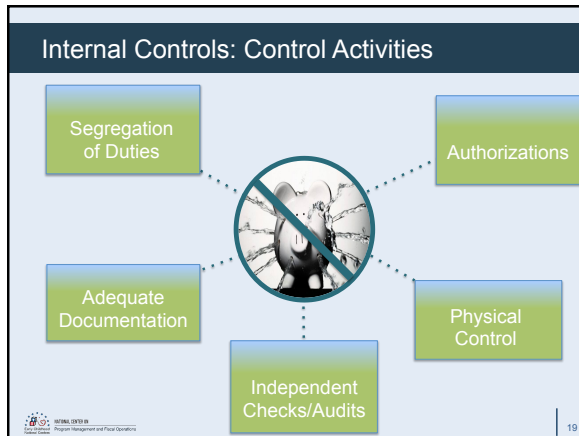 Internal Controls: Control Activities
Segregation
of Duties
Authorizations
Adequate
Documentation
Physical
Control
Independent
Checks/Audits
NATIONAL CENTER ON
Program Management and Fiscal Operations
19